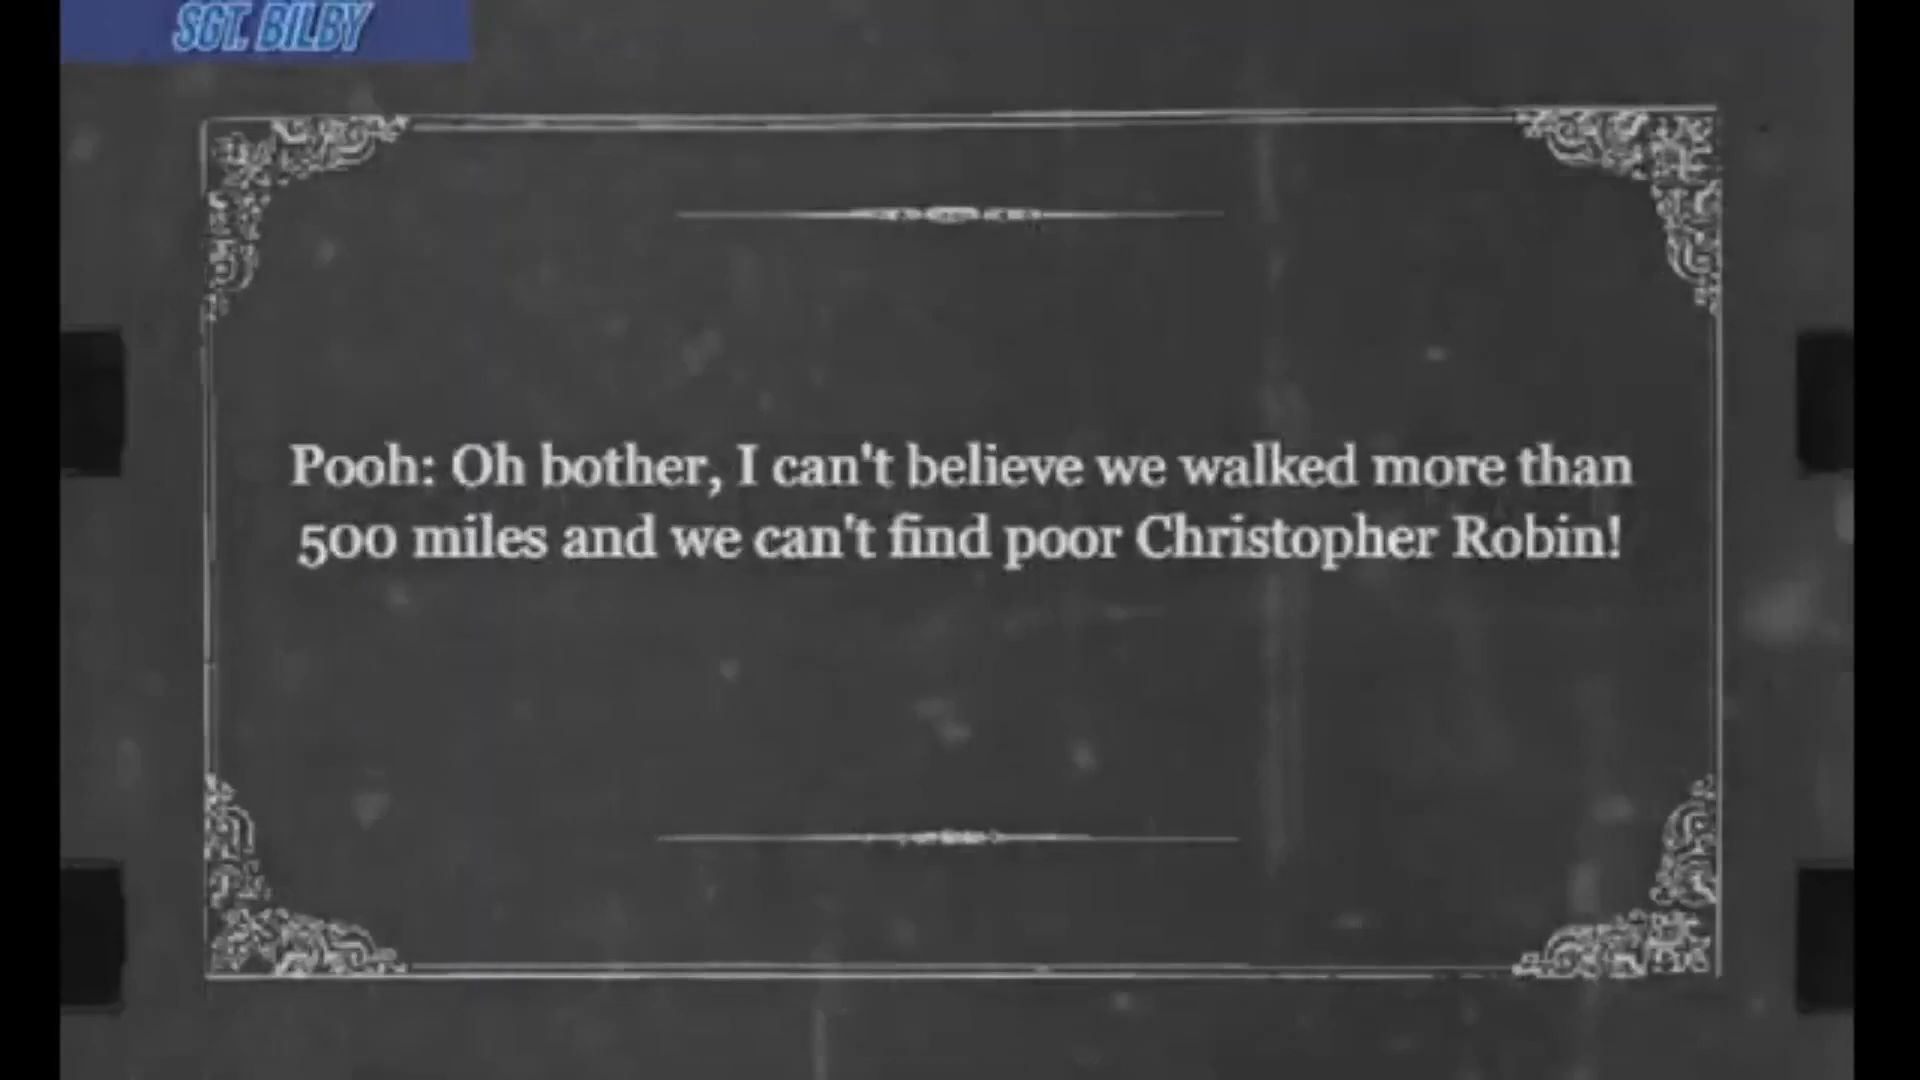 SGT. BILBY
Pooh: Oh bother, I can't believe we walked more than
500 miles and we can't find poor Christopher Robin!